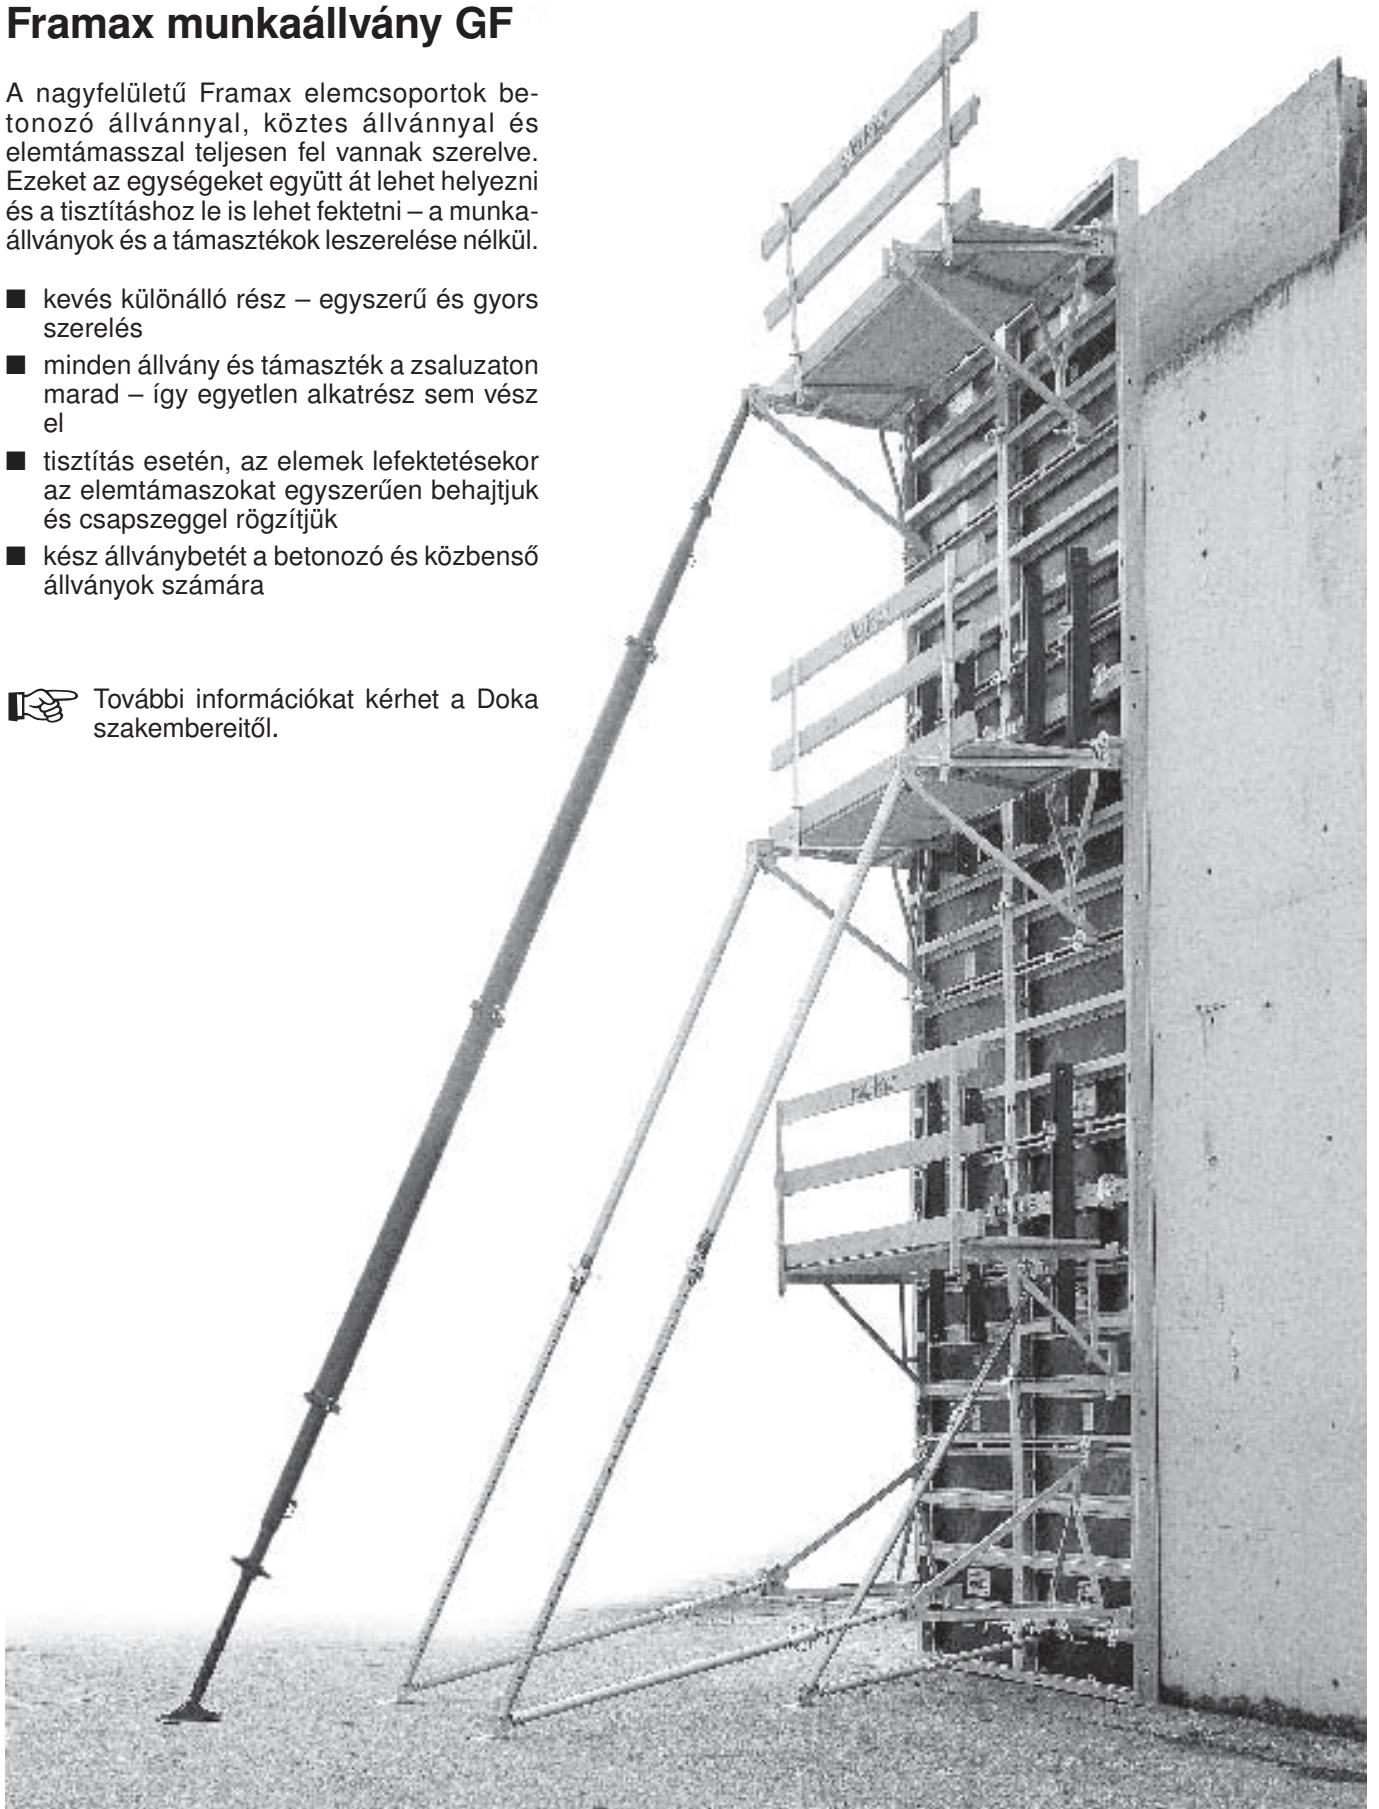 Framax munkaállvány GF
A nagyfelületű Framax elemcsoportok be-
tonozó állvánnyal, köztes állvánnyal és
elemtámasszal teljesen fel vannak szerelve.
Ezeket az egységeket együtt át lehet helyezni
és a tisztításhoz le is lehet fektetni – a munka-
állványok és a támasztékok leszerelése nélkül.
■ kevés különálló rész – egyszerű és gyors
szerelés
■ minden állvány és támaszték a zsaluzaton
marad – így egyetlen alkatrész sem vész
el
■ tisztítás esetén, az elemek lefektetésekor
az elemtámaszokat egyszerűen behajtjuk
és csapszeggel rögzítjük
■ kész állványbetét a betonozó és közbenső
állványok számára
További információkat kérhet a Doka
szakembereitől.